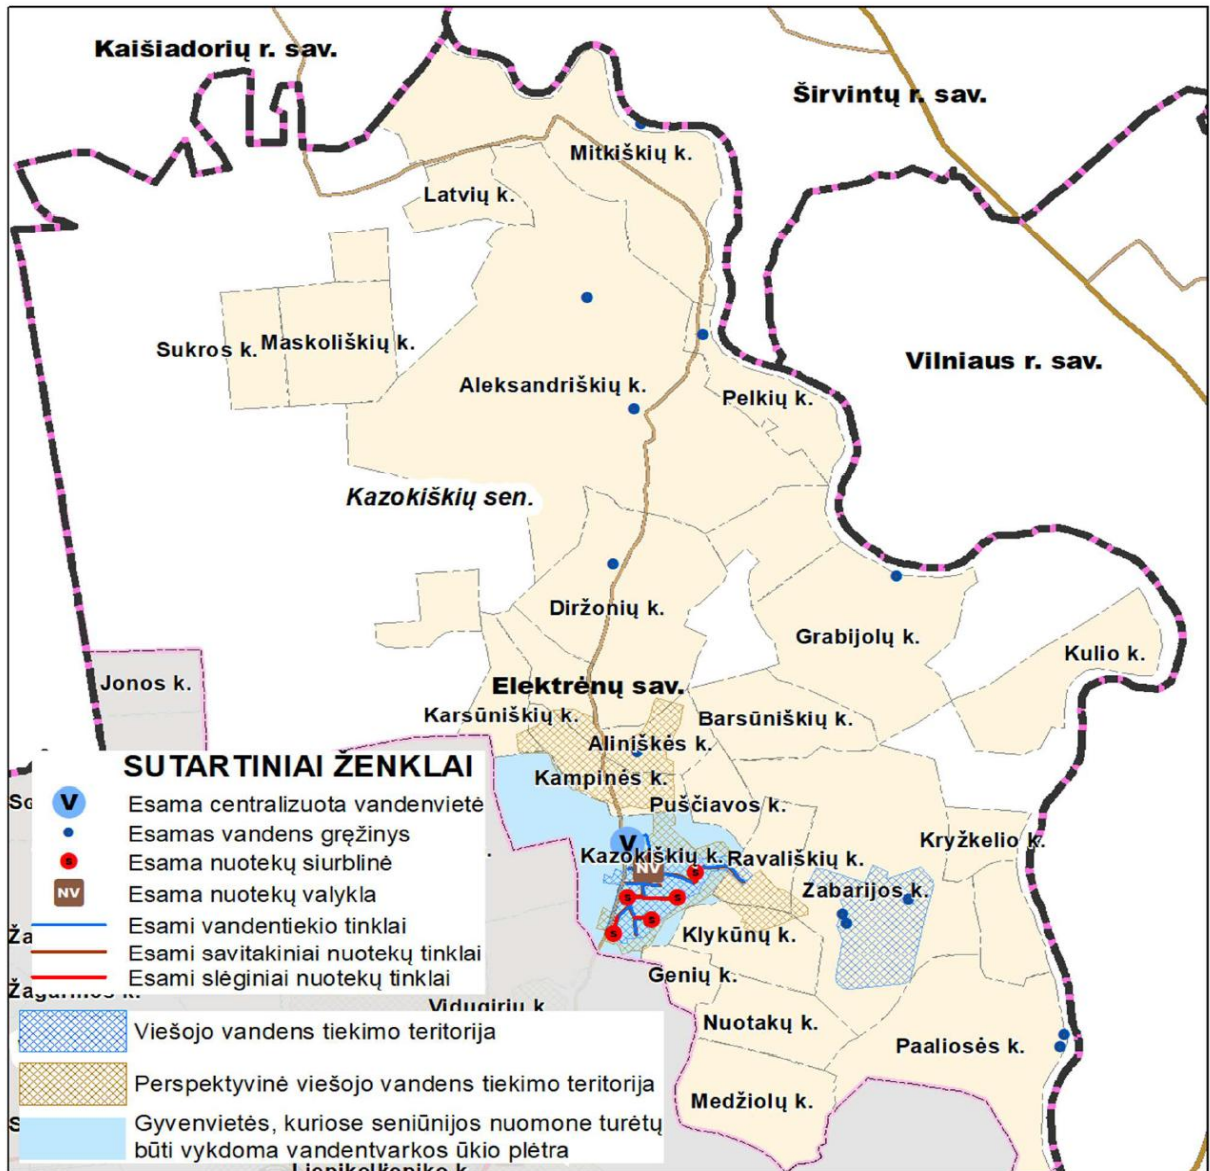 Kaišiadorių r. sav.
Širvintų r. sav.
Mitkiškių k.
Latvių k.
Sukros k.
Maskoliškių k.
Vilniaus r. sav.
Aleksandriškių k.
Pelkių k.
Kazokiškių sen.
Diržonių k.
Grabijolų k.
Kulio k.
Jonos k.
Elektrėnų sav.
Karsūniškių k.
Barsūniškių k.
Aliniškės k.
Kampinės k.
Puščiavos k.
Kryžkelio k.
V
Kazokiškių k.
Ravališkių k.
NV
Zabarijos k.
S
S
S
S
S
Klykūnų k.
Genių k.
Nuotakų k.
Paaliosės k.
Medžiolų k.
SUTARTINIAI ŽENKLAI
V Esama centralizuota vandenvietė
Esamas vandens gręžinys
S Esama nuotekų siurblinė
NV Esama nuotekų valykla
Esami vandentiekio tinklai
Esami savitakiniai nuotekų tinklai
Esami slėginiai nuotekų tinklai
Vidugirių k.
Viešojo vandens tiekimo teritorija
Perspektyvinė viešojo vandens tiekimo teritorija
Gyvenvietės, kuriose seniūnijos nuomone turėtų
būti vykdoma vandentvarkos ūkio plėtra